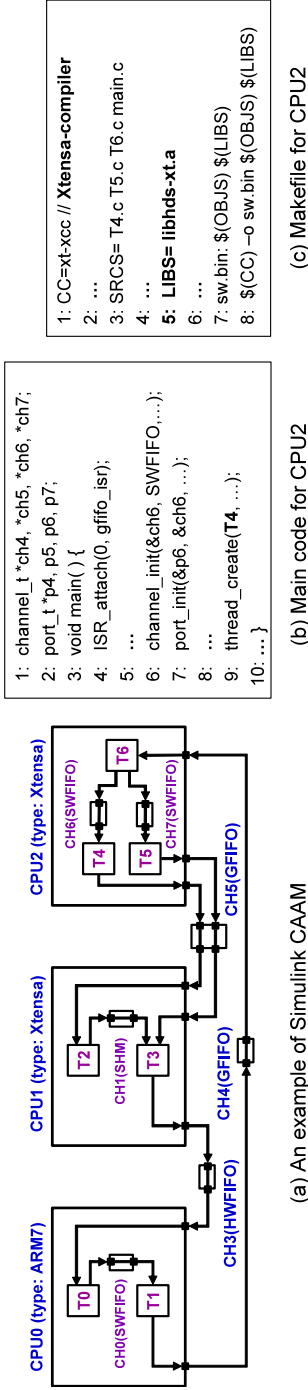 CPU0 (type: ARM7)
T0
CH0(SWFIFO)
T1
CPU1 (type: Xtensa)
T2
CH1(SHM)
T3
CPU2 (type: Xtensa)
CH6(SWFIFO)
T4
T6
T5
CH7(SWFIFO)
CH3(HWFIFO)
CH4(GFIFO)
CH5(GFIFO)
(a) An example of Simulink CAAM
1: channel_t *ch4, *ch5, *ch6, *ch7;
2: port_t *p4, p5, p6, p7;
3: void main( ) {
4: ISR_attach(0, gfifo_isr);
5: ...
6: channel_init(&ch6, SWFIFO,...);
7: port_init(&p6, &ch6, ...);
8: ...
9: thread_create(T4, ...);
10: ... }
(b) Main code for CPU2
1: CC=xt-xcc // Xtensa-compiler
2: ...
3: SRCS= T4.c T5.c T6.c main.c
4: ...
5: LIBS= libhds-xt.a
6: ...
7: sw.bin: $(OBJS) $(LIBS)
8: $(CC) –o sw.bin $(OBJS) $(LIBS)
(c) Makefile for CPU2